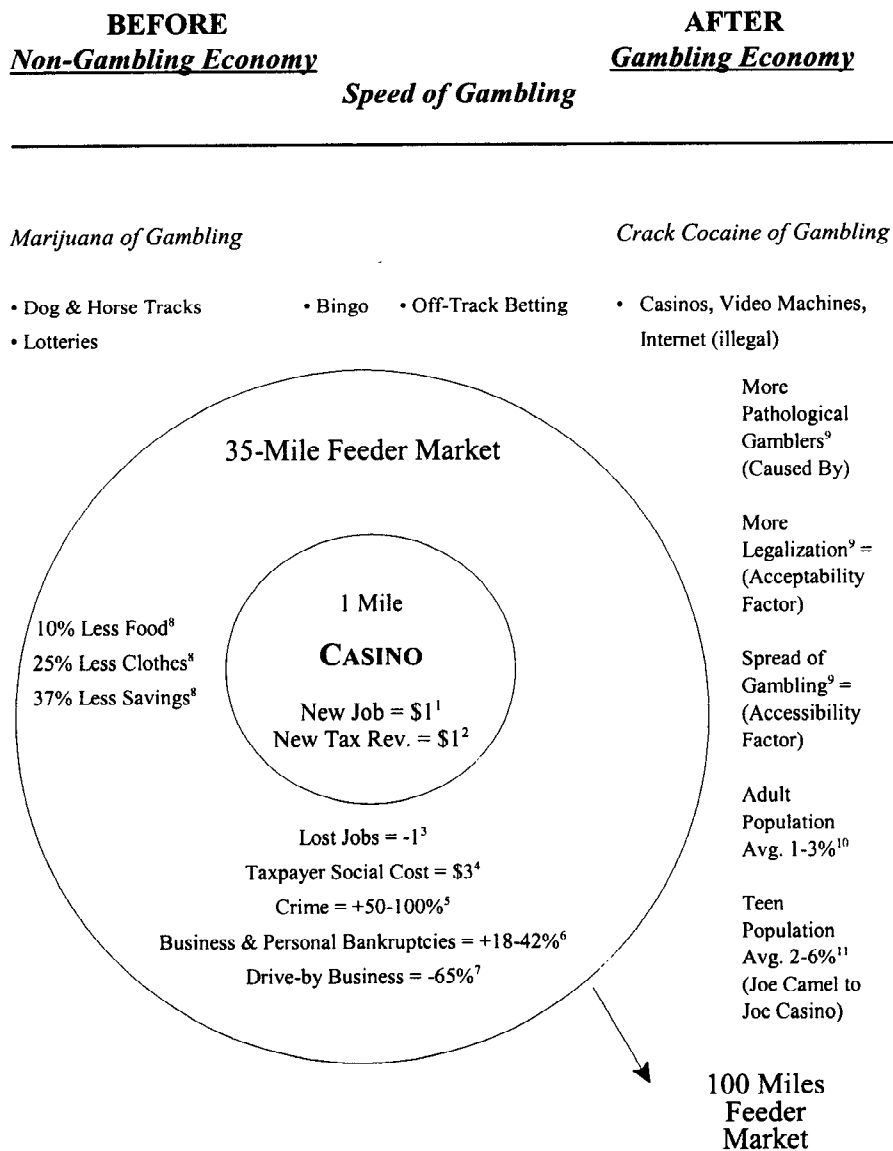 BEFORE
Non-Gambling Economy
AFTER
Gambling Economy
Speed of Gambling
Marijuana of Gambling
Crack Cocaine of Gambling
• Dog & Horse Tracks
• Lotteries
• Bingo
• Off-Track Betting
• Casinos, Video Machines,
Internet (illegal)
35-Mile Feeder Market
1 Mile
CASINO
New Job = $1¹
New Tax Rev. = $1²
10% Less Food⁸
25% Less Clothes⁸
37% Less Savings⁸
Lost Jobs = -1³
Taxpayer Social Cost = $3⁴
Crime = +50-100%⁵
Business & Personal Bankruptcies = +18-42%⁶
Drive-by Business = -65%⁷
More
Pathological
Gamblers⁹
(Caused By)
More
Legalization⁹ =
(Acceptability
Factor)
Spread of
Gambling⁹ =
(Accessibility
Factor)
Adult
Population
Avg. 1-3%¹⁰
Teen
Population
Avg. 2-6%¹¹
(Joe Camel to
Joe Casino)
100 Miles
Feeder
Market